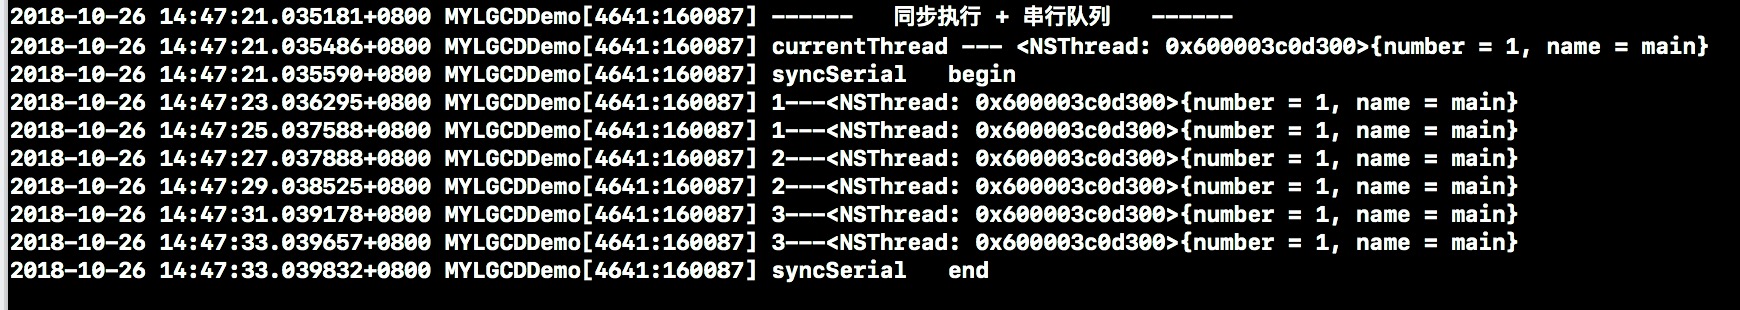 2018-10-26 14:47:21.035181+0800 MYLGCDDemo[4641:160087] ------   同步执行 + 串行队列   ------
2018-10-26 14:47:21.035486+0800 MYLGCDDemo[4641:160087] currentThread --- <NSThread: 0x600003c0d300>{number = 1, name = main}
2018-10-26 14:47:21.035590+0800 MYLGCDDemo[4641:160087] syncSerial   begin
2018-10-26 14:47:23.036295+0800 MYLGCDDemo[4641:160087] 1---<NSThread: 0x600003c0d300>{number = 1, name = main}
2018-10-26 14:47:25.037588+0800 MYLGCDDemo[4641:160087] 1---<NSThread: 0x600003c0d300>{number = 1, name = main}
2018-10-26 14:47:27.037888+0800 MYLGCDDemo[4641:160087] 2---<NSThread: 0x600003c0d300>{number = 1, name = main}
2018-10-26 14:47:29.038525+0800 MYLGCDDemo[4641:160087] 2---<NSThread: 0x600003c0d300>{number = 1, name = main}
2018-10-26 14:47:31.039178+0800 MYLGCDDemo[4641:160087] 3---<NSThread: 0x600003c0d300>{number = 1, name = main}
2018-10-26 14:47:33.039657+0800 MYLGCDDemo[4641:160087] 3---<NSThread: 0x600003c0d300>{number = 1, name = main}
2018-10-26 14:47:33.039832+0800 MYLGCDDemo[4641:160087] syncSerial   end